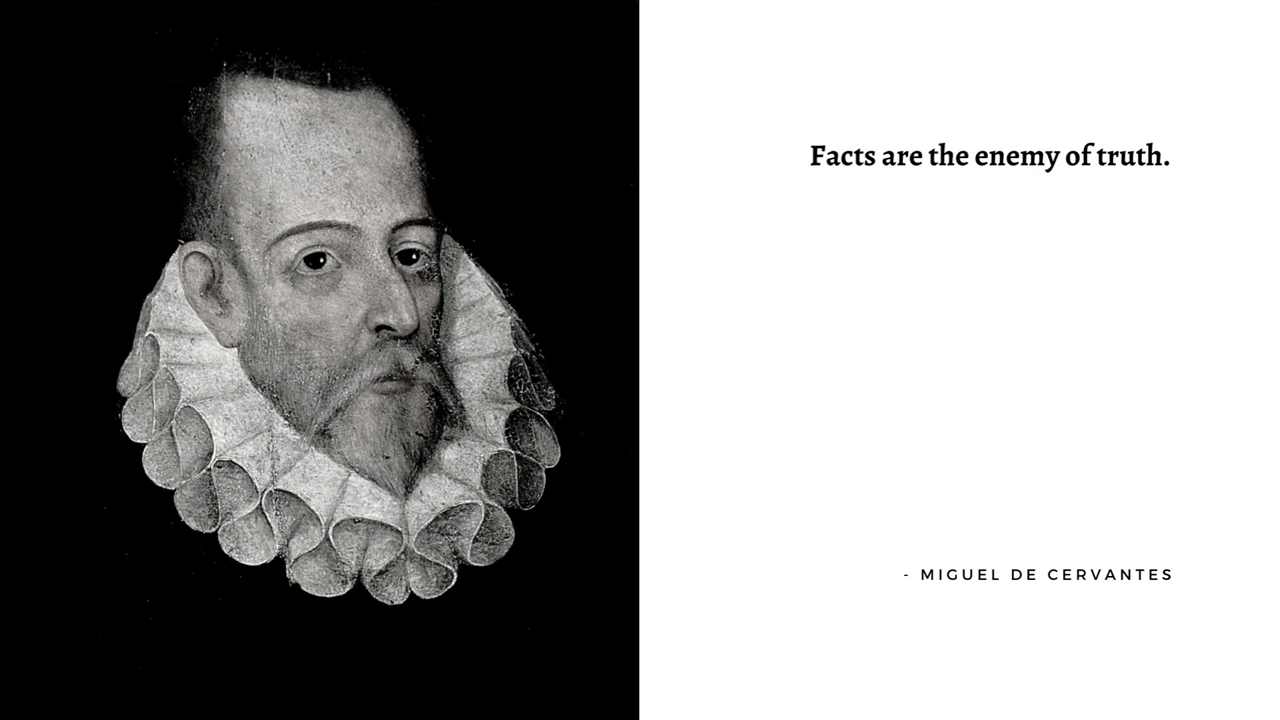 Facts are the enemy of truth.
- MIGUEL DE CERVANTES